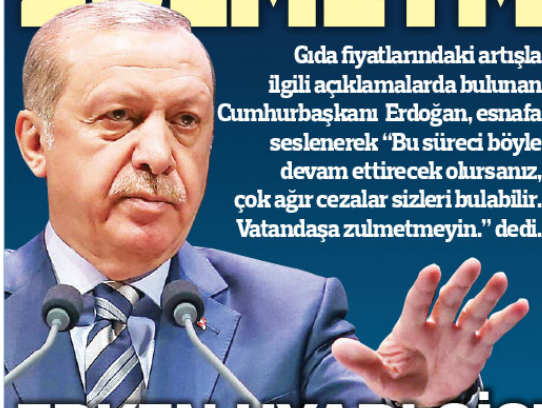 Gıda fiyatlarındaki artışla
ilgili açıklamalarda bulunan
Cumhurbaşkanı Erdoğan, esnafa
seslenerek “Bu süreci böyle
devam ettirecek olursanız,
çok ağır cezalar sizleri bulabilir.
Vatandaşa zulmetmeyin.” dedi.